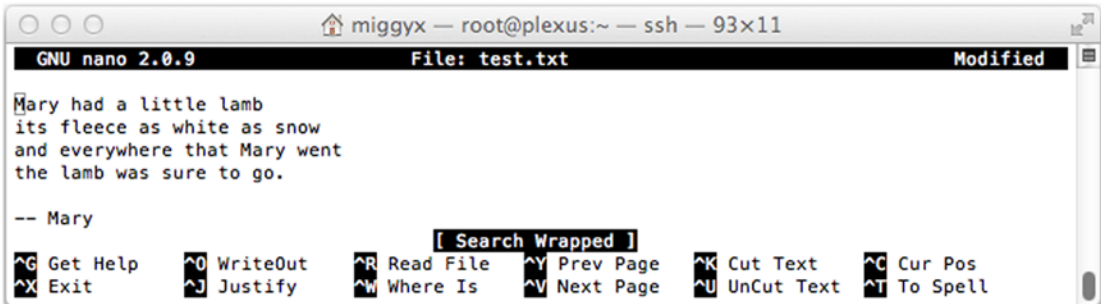 miggyx — root@plexus:~ — ssh — 93×11
GNU nano 2.0.9 File: test.txt Modified
Mary had a little lamb
its fleece as white as snow
and everywhere that Mary went
the lamb was sure to go.
-- Mary
[ Search Wrapped ]
^G Get Help ^O WriteOut ^R Read File ^Y Prev Page ^K Cut Text ^C Cur Pos
^X Exit ^J Justify ^W Where Is ^V Next Page ^U UnCut Text ^T To Spell